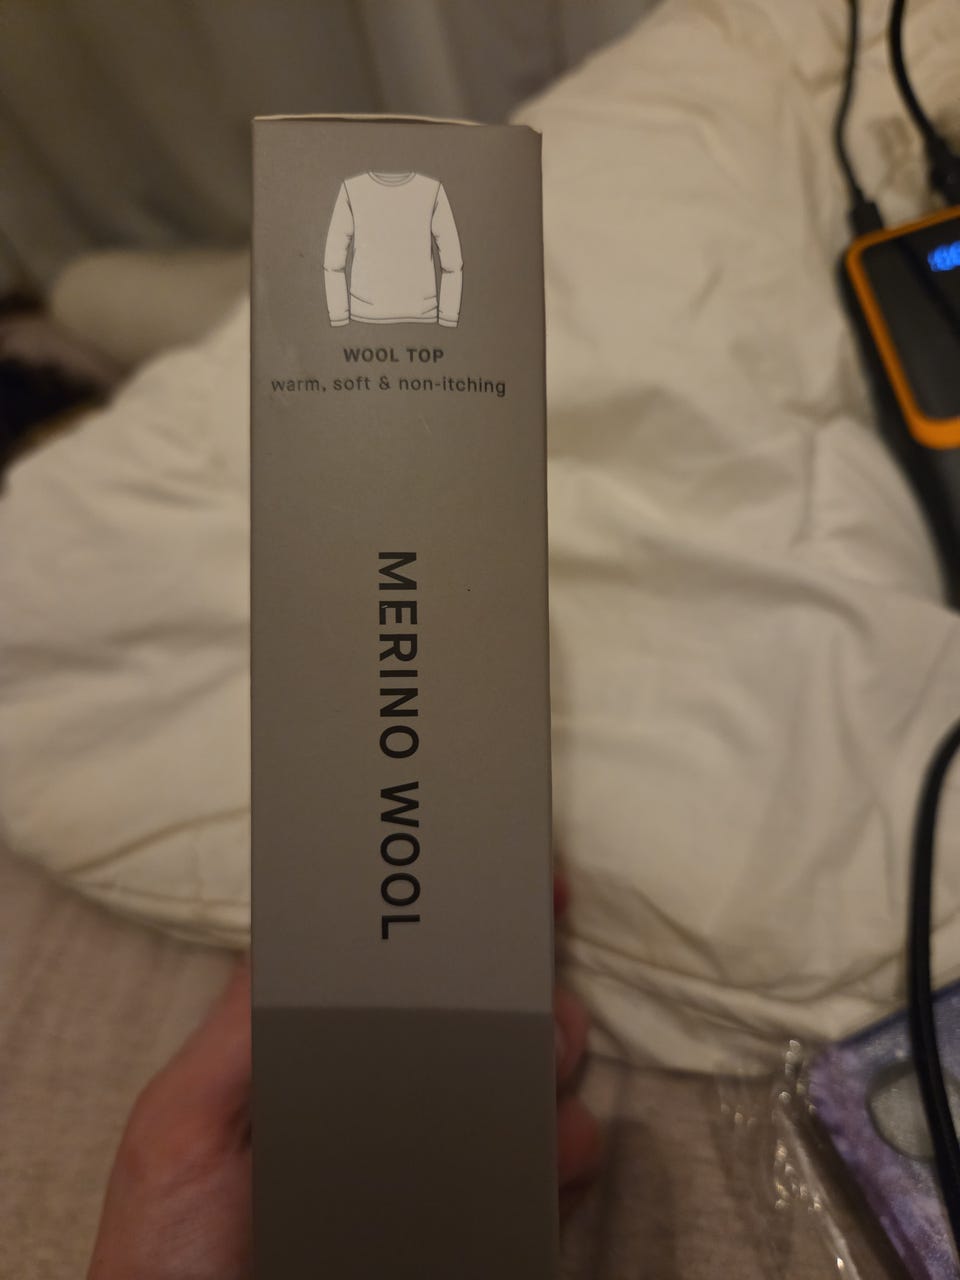 WOOL TOP
warm, soft & non-itching
MERINO WOOL